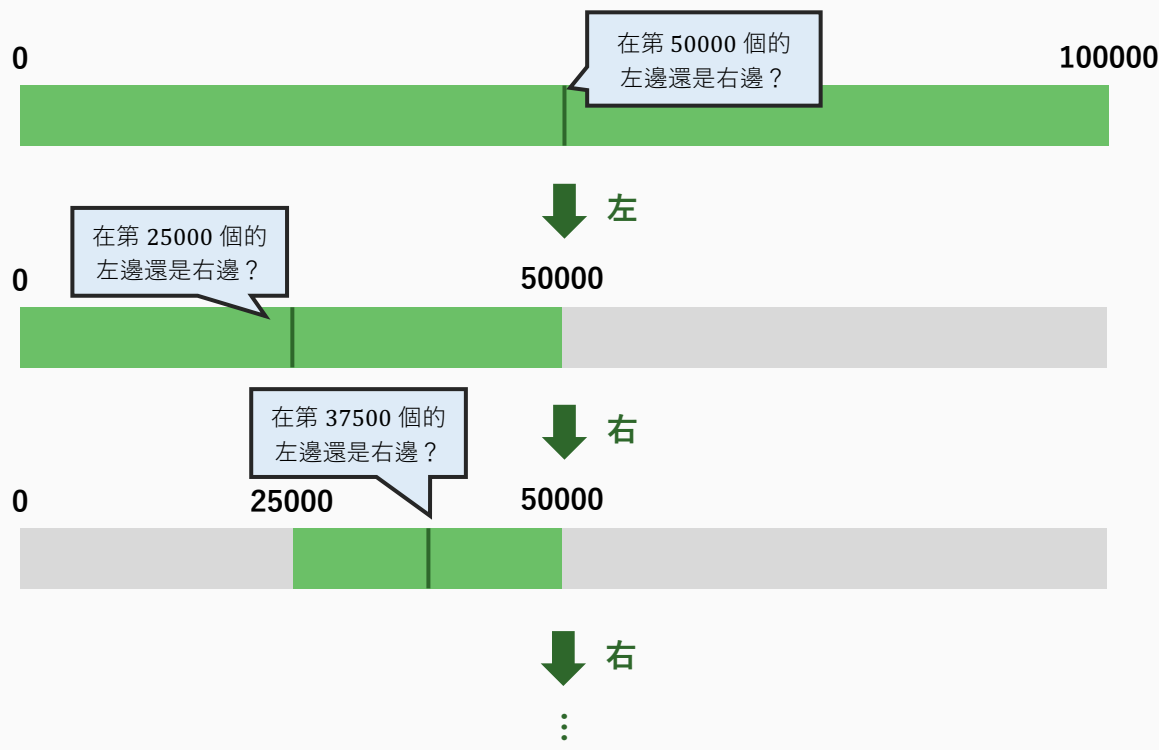 在第 50000 個的
左邊還是右邊？
0
100000
左
在第 25000 個的
左邊還是右邊？
0
50000
右
在第 37500 個的
左邊還是右邊？
0
25000
50000
右
⋮